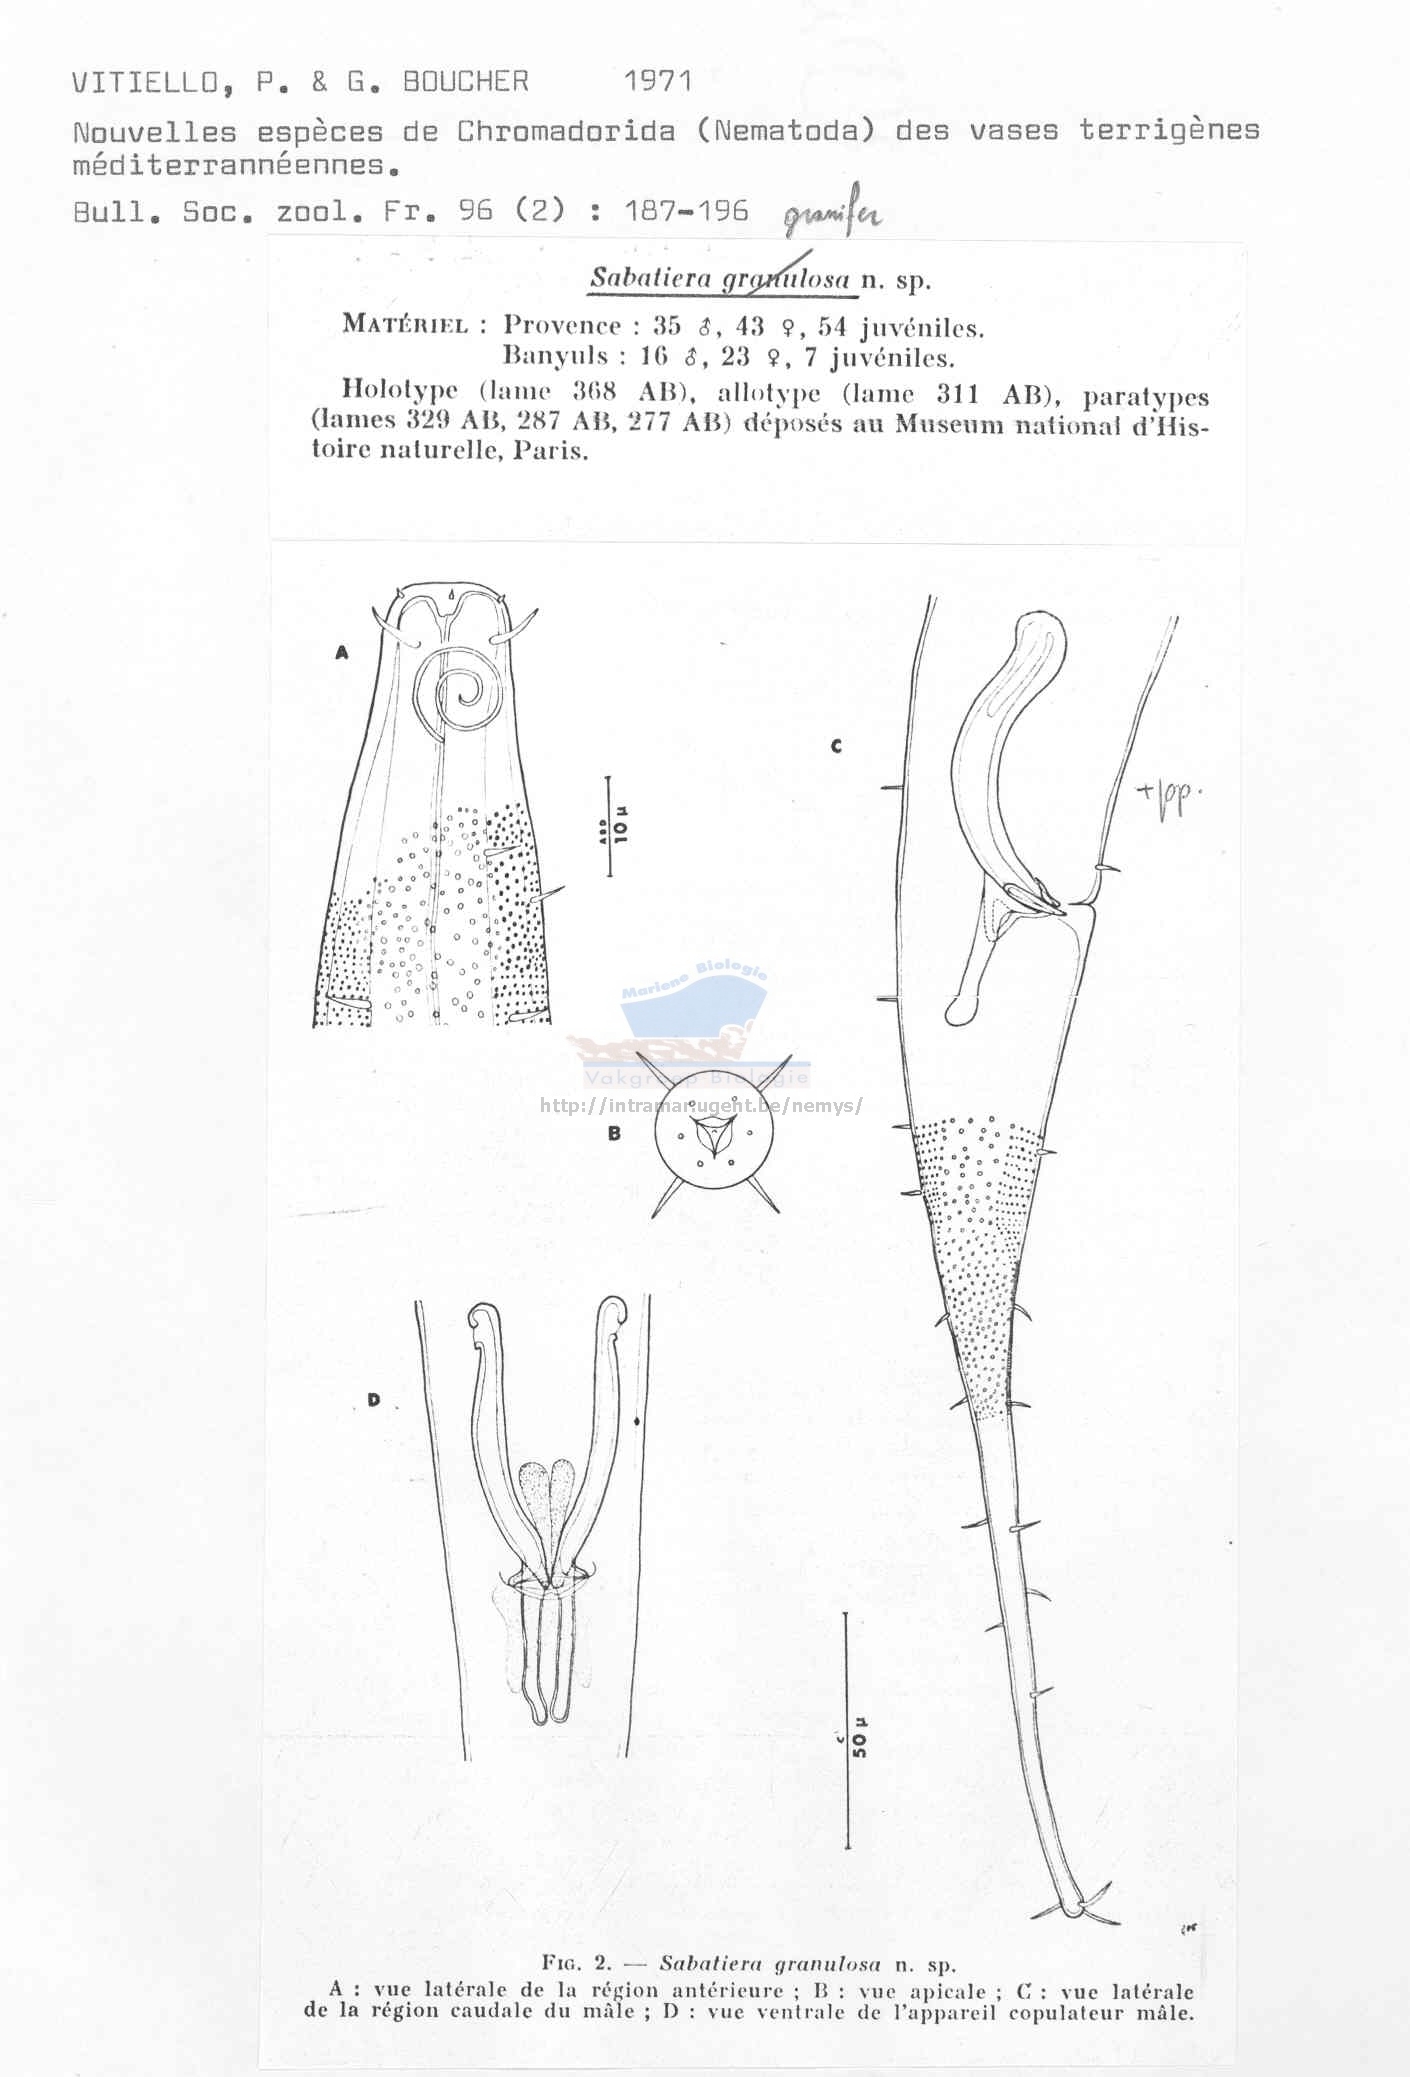 VITIELLO, P. & G. BOUCHER 1971
Nouvelles espèces de Chromadorida (Nematoda) des vases terrigènes
méditerrannéennes.
Bull. Soc. zool. Fr. 96 (2) : 187-196 granifer
Sabatiera granulosa n. sp.
MATÉRIEL : Provence : 35 ♂, 43 ♀, 54 juvéniles.
Banyuls : 16 ♂, 23 ♀, 7 juvéniles.
Holotype (lame 368 AB), allotype (lame 311 AB), paratypes
(lames 329 AB, 287 AB, 277 AB) déposés au Museum national d'His-
toire naturelle, Paris.
A
C
+ pp.
ABD
10 µ
Mariene Biologie
Vakgroep Biologie
http://intramar.ugent.be/nemys/
B
D
C
50 µ
FIG. 2. — Sabatiera granulosa n. sp.
A : vue latérale de la région antérieure ; B : vue apicale ; C : vue latérale
de la région caudale du mâle ; D : vue ventrale de l'appareil copulateur mâle.